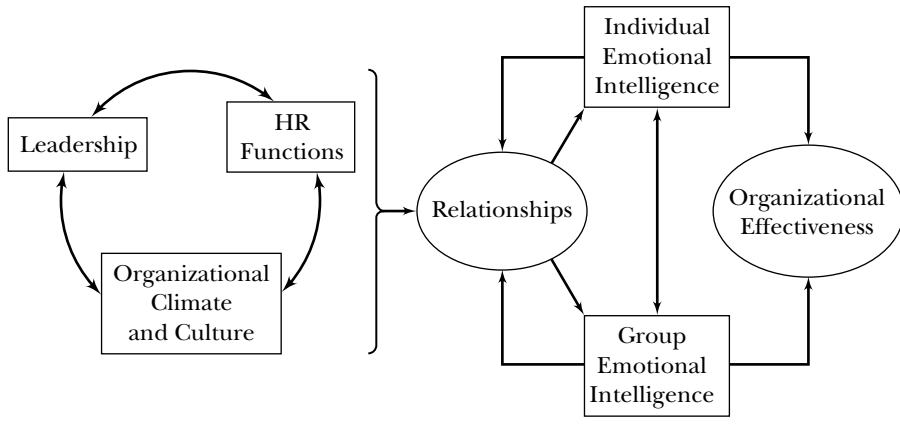 Leadership
HR
Functions
Organizational
Climate
and Culture
Relationships
Individual
Emotional
Intelligence
Group
Emotional
Intelligence
Organizational
Effectiveness